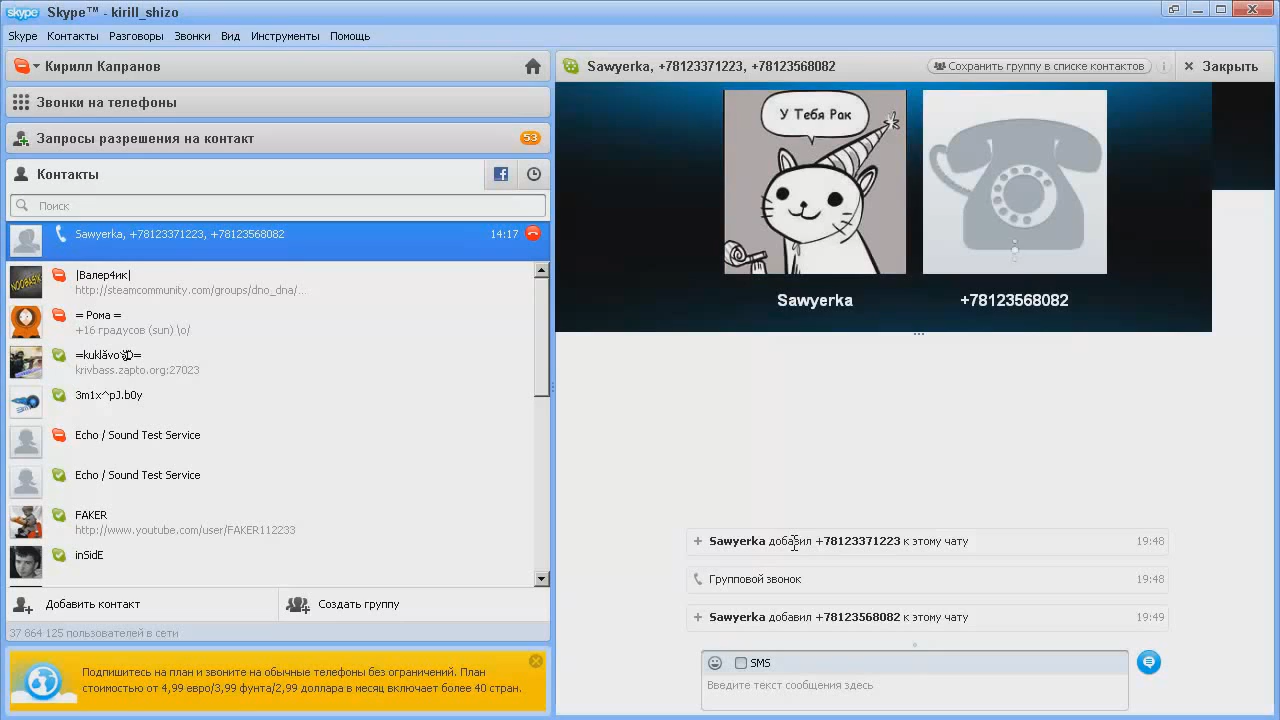 skype Skype™ - kirill_shizo
Skype Контакты Разговоры Звонки Вид Инструменты Помощь
Кирилл Капранов
Звонки на телефоны
Запросы разрешения на контакт 53
Контакты
Поиск
Sawyerka, +78123371223, +78123568082 14:17
|Валер4ик|
http://steamcommunity.com/groups/dno_dna/...
= Рома =
+16 градусов (sun) \o/
krivbass.zapto.org:27023
3m1x^pJ.b0y
Echo / Sound Test Service
Echo / Sound Test Service
FAKER
http://www.youtube.com/user/FAKER112233
inSidE
Добавить контакт Создать группу
37 664 125 пользователей в сети
Подпишитесь на план и звоните на обычные телефоны без ограничений. План
стоимостью от 4,99 евро/3,99 фунта/2,99 доллара в месяц включает более 40 стран.
Sawyerka, +78123371223, +78123568082 Сохранить группу в списке контактов Закрыть
У Тебя Рак
Sawyerka +78123568082
Sawyerka добавил +78123371223 к этому чату 19:48
Групповой звонок 19:48
Sawyerka добавил +78123568082 к этому чату 19:49
SMS
Введите текст сообщения здесь